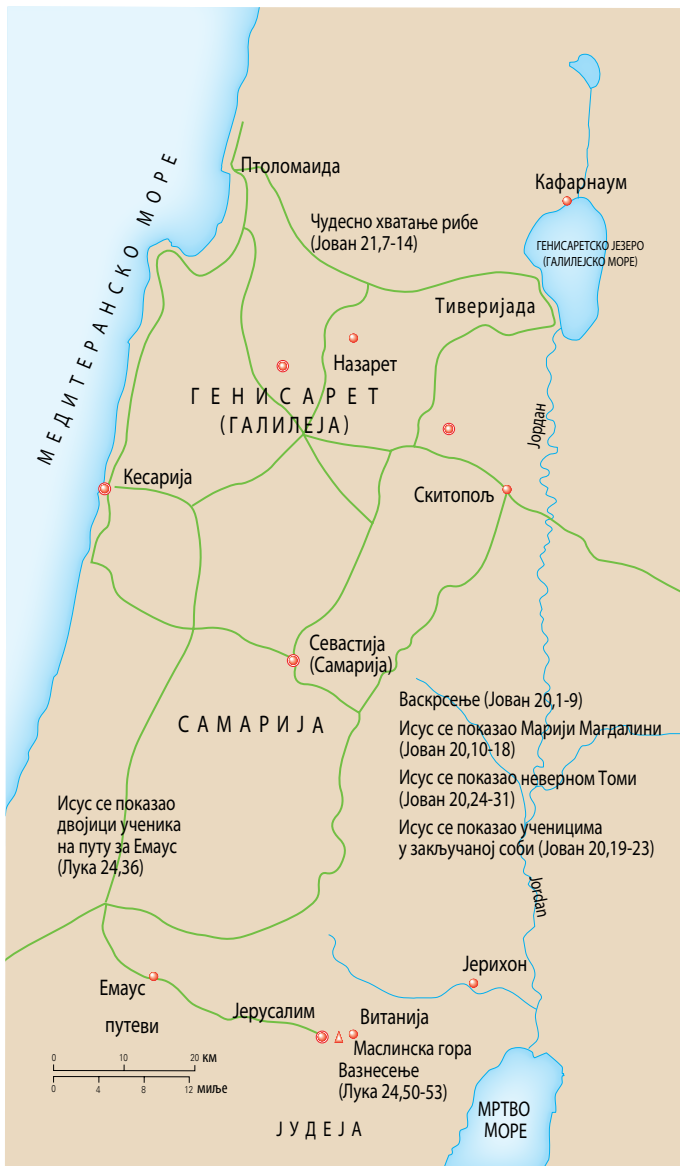 Птоломаида
МЕДИТЕРАНСКО МОРЕ
Кафарнаум
Чудесно хватање рибе
(Јован 21,7-14)
ГЕНИСАРЕТСКО ЈЕЗЕРО
(ГАЛИЛЕЈСКО МОРЕ)
Тиверијада
Назарет
ГЕНИСАРЕТ
(ГАЛИЛЕЈА)
Јордан
Кесарија
Скитопољ
Севастија
(Самарија)
САМАРИЈА
Васкрсење (Јован 20,1-9)
Исус се показао Марији Магдалини
(Јован 20,10-18)
Исус се показао неверном Томи
(Јован 20,24-31)
Исус се показао ученицима
у закључаној соби (Јован 20,19-23)
Исус се показао
двојици ученика
на путу за Емаус
(Лука 24,36)
Jordan
Јерихон
Емаус
Јерусалим
Витанија
путеви
Маслинска гора
Вазнесење
(Лука 24,50-53)
0 10 20 км
0 4 8 12 миље
МРТВО
МОРЕ
ЈУДЕЈА